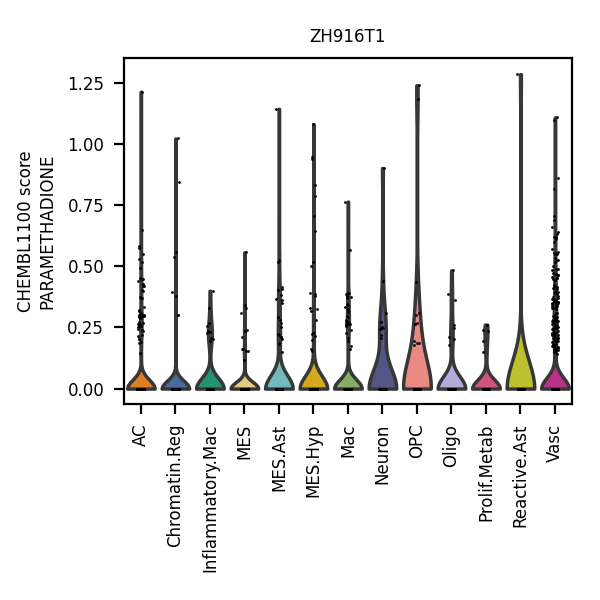 ZH916T1
CHEMBL1100 score
PARAMETHADIONE
1.25
1.00
0.75
0.50
0.25
0.00
AC
Chromatin.Reg
Inflammatory.Mac
MES
MES.Ast
MES.Hyp
Mac
Neuron
OPC
Oligo
Prolif.Metab
Reactive.Ast
Vasc